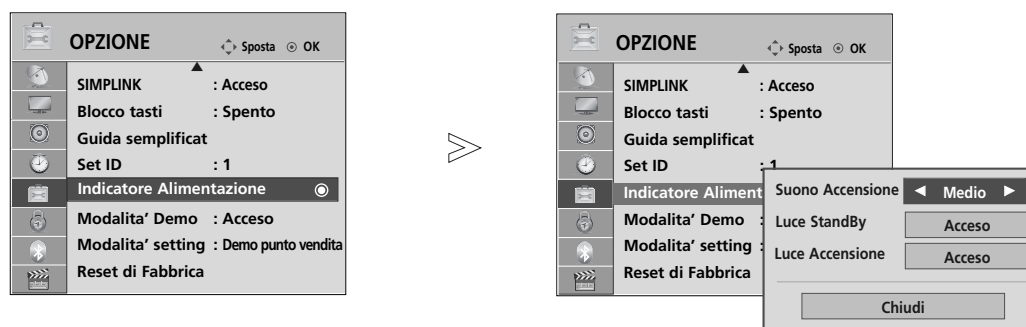 OPZIONE Sposta OK
SIMPLINK : Acceso
Blocco tasti : Spento
Guida semplificat
Set ID : 1
Indicatore Alimentazione
Modalita' Demo : Acceso
Modalita' setting : Demo punto vendita
Reset di Fabbrica
OPZIONE Sposta OK
SIMPLINK : Acceso
Blocco tasti : Spento
Guida semplificat
Set ID : 1
Indicatore Aliment
Modalita' Demo :
Modalita' setting :
Reset di Fabbrica
Suono Accensione ◄ Medio ►
Luce StandBy Acceso
Luce Accensione Acceso
Chiudi